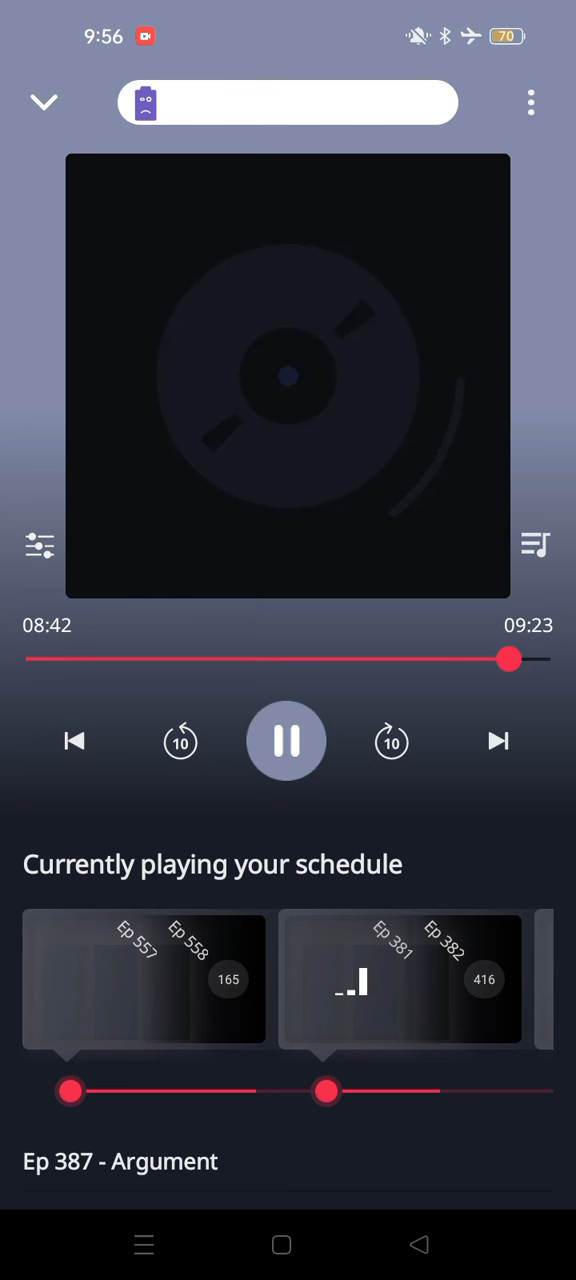 9:56
70
08:42
09:23
10
10
Currently playing your schedule
Ep 557
Ep 558
165
Ep 381
Ep 382
416
Ep 387 - Argument